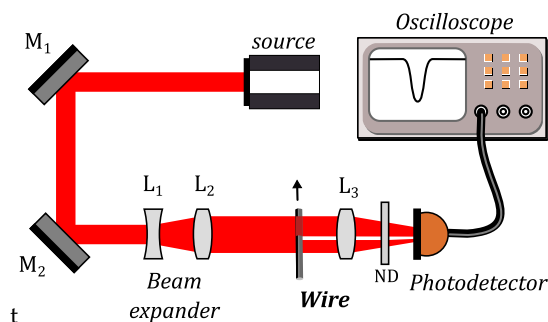 Oscilloscope
M₁
source
L₁
L₂
L₃
M₂
ND
Beam
expander
Wire
Photodetector
t